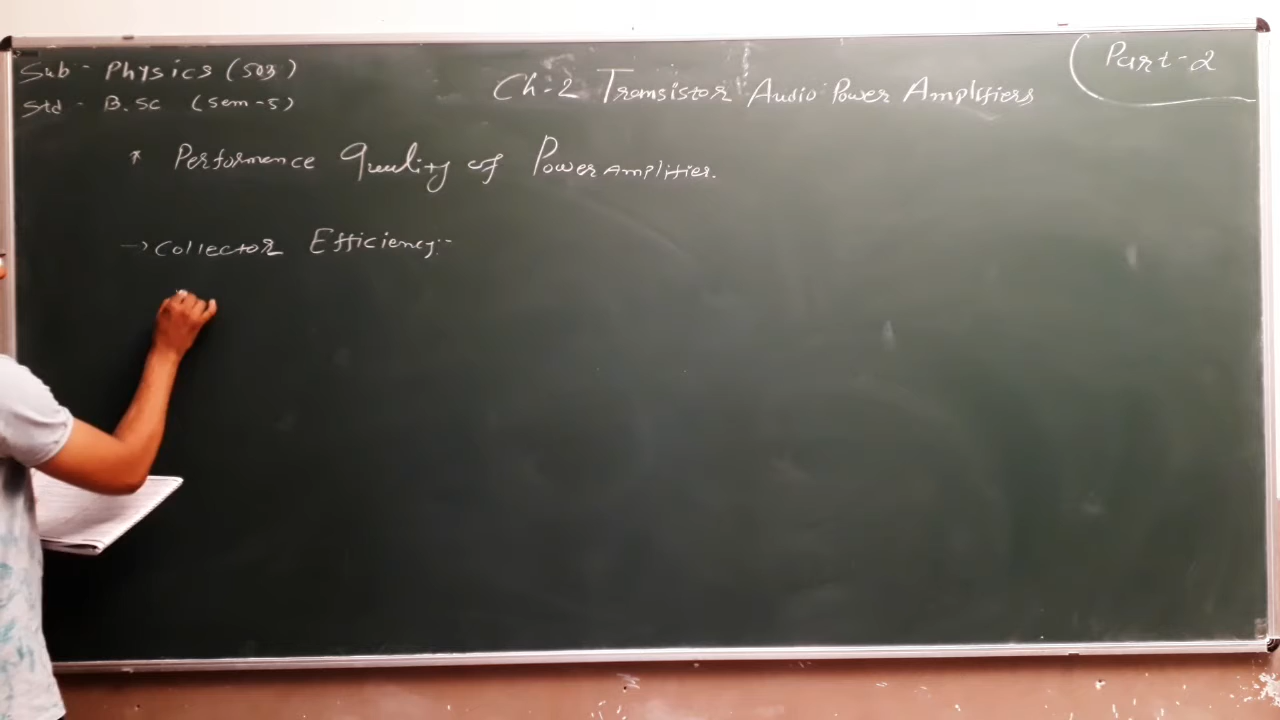 Sub - Physics (503)
Std - B.Sc (Sem-5)
Ch-2 Transistor Audio Power Amplifiers
Part-2
* Performence Quality of Power amplifier.
→ Collector Efficiency:-